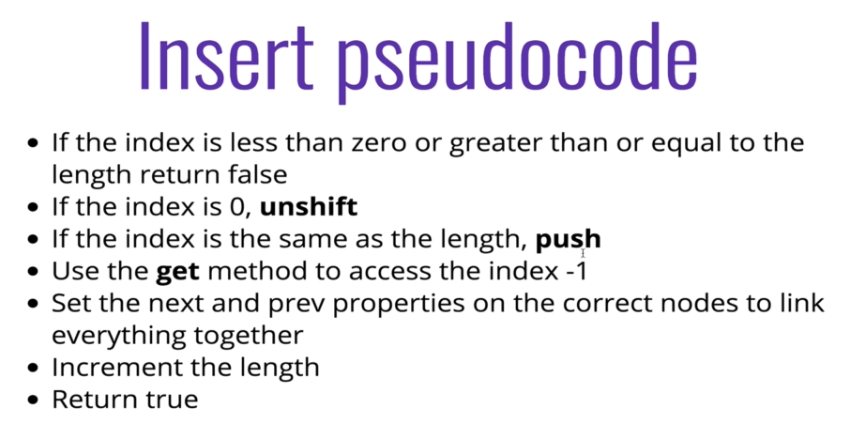 Insert pseudocode
• If the index is less than zero or greater than or equal to the
length return false
• If the index is 0, unshift
• If the index is the same as the length, push
• Use the get method to access the index -1
• Set the next and prev properties on the correct nodes to link
everything together
• Increment the length
• Return true